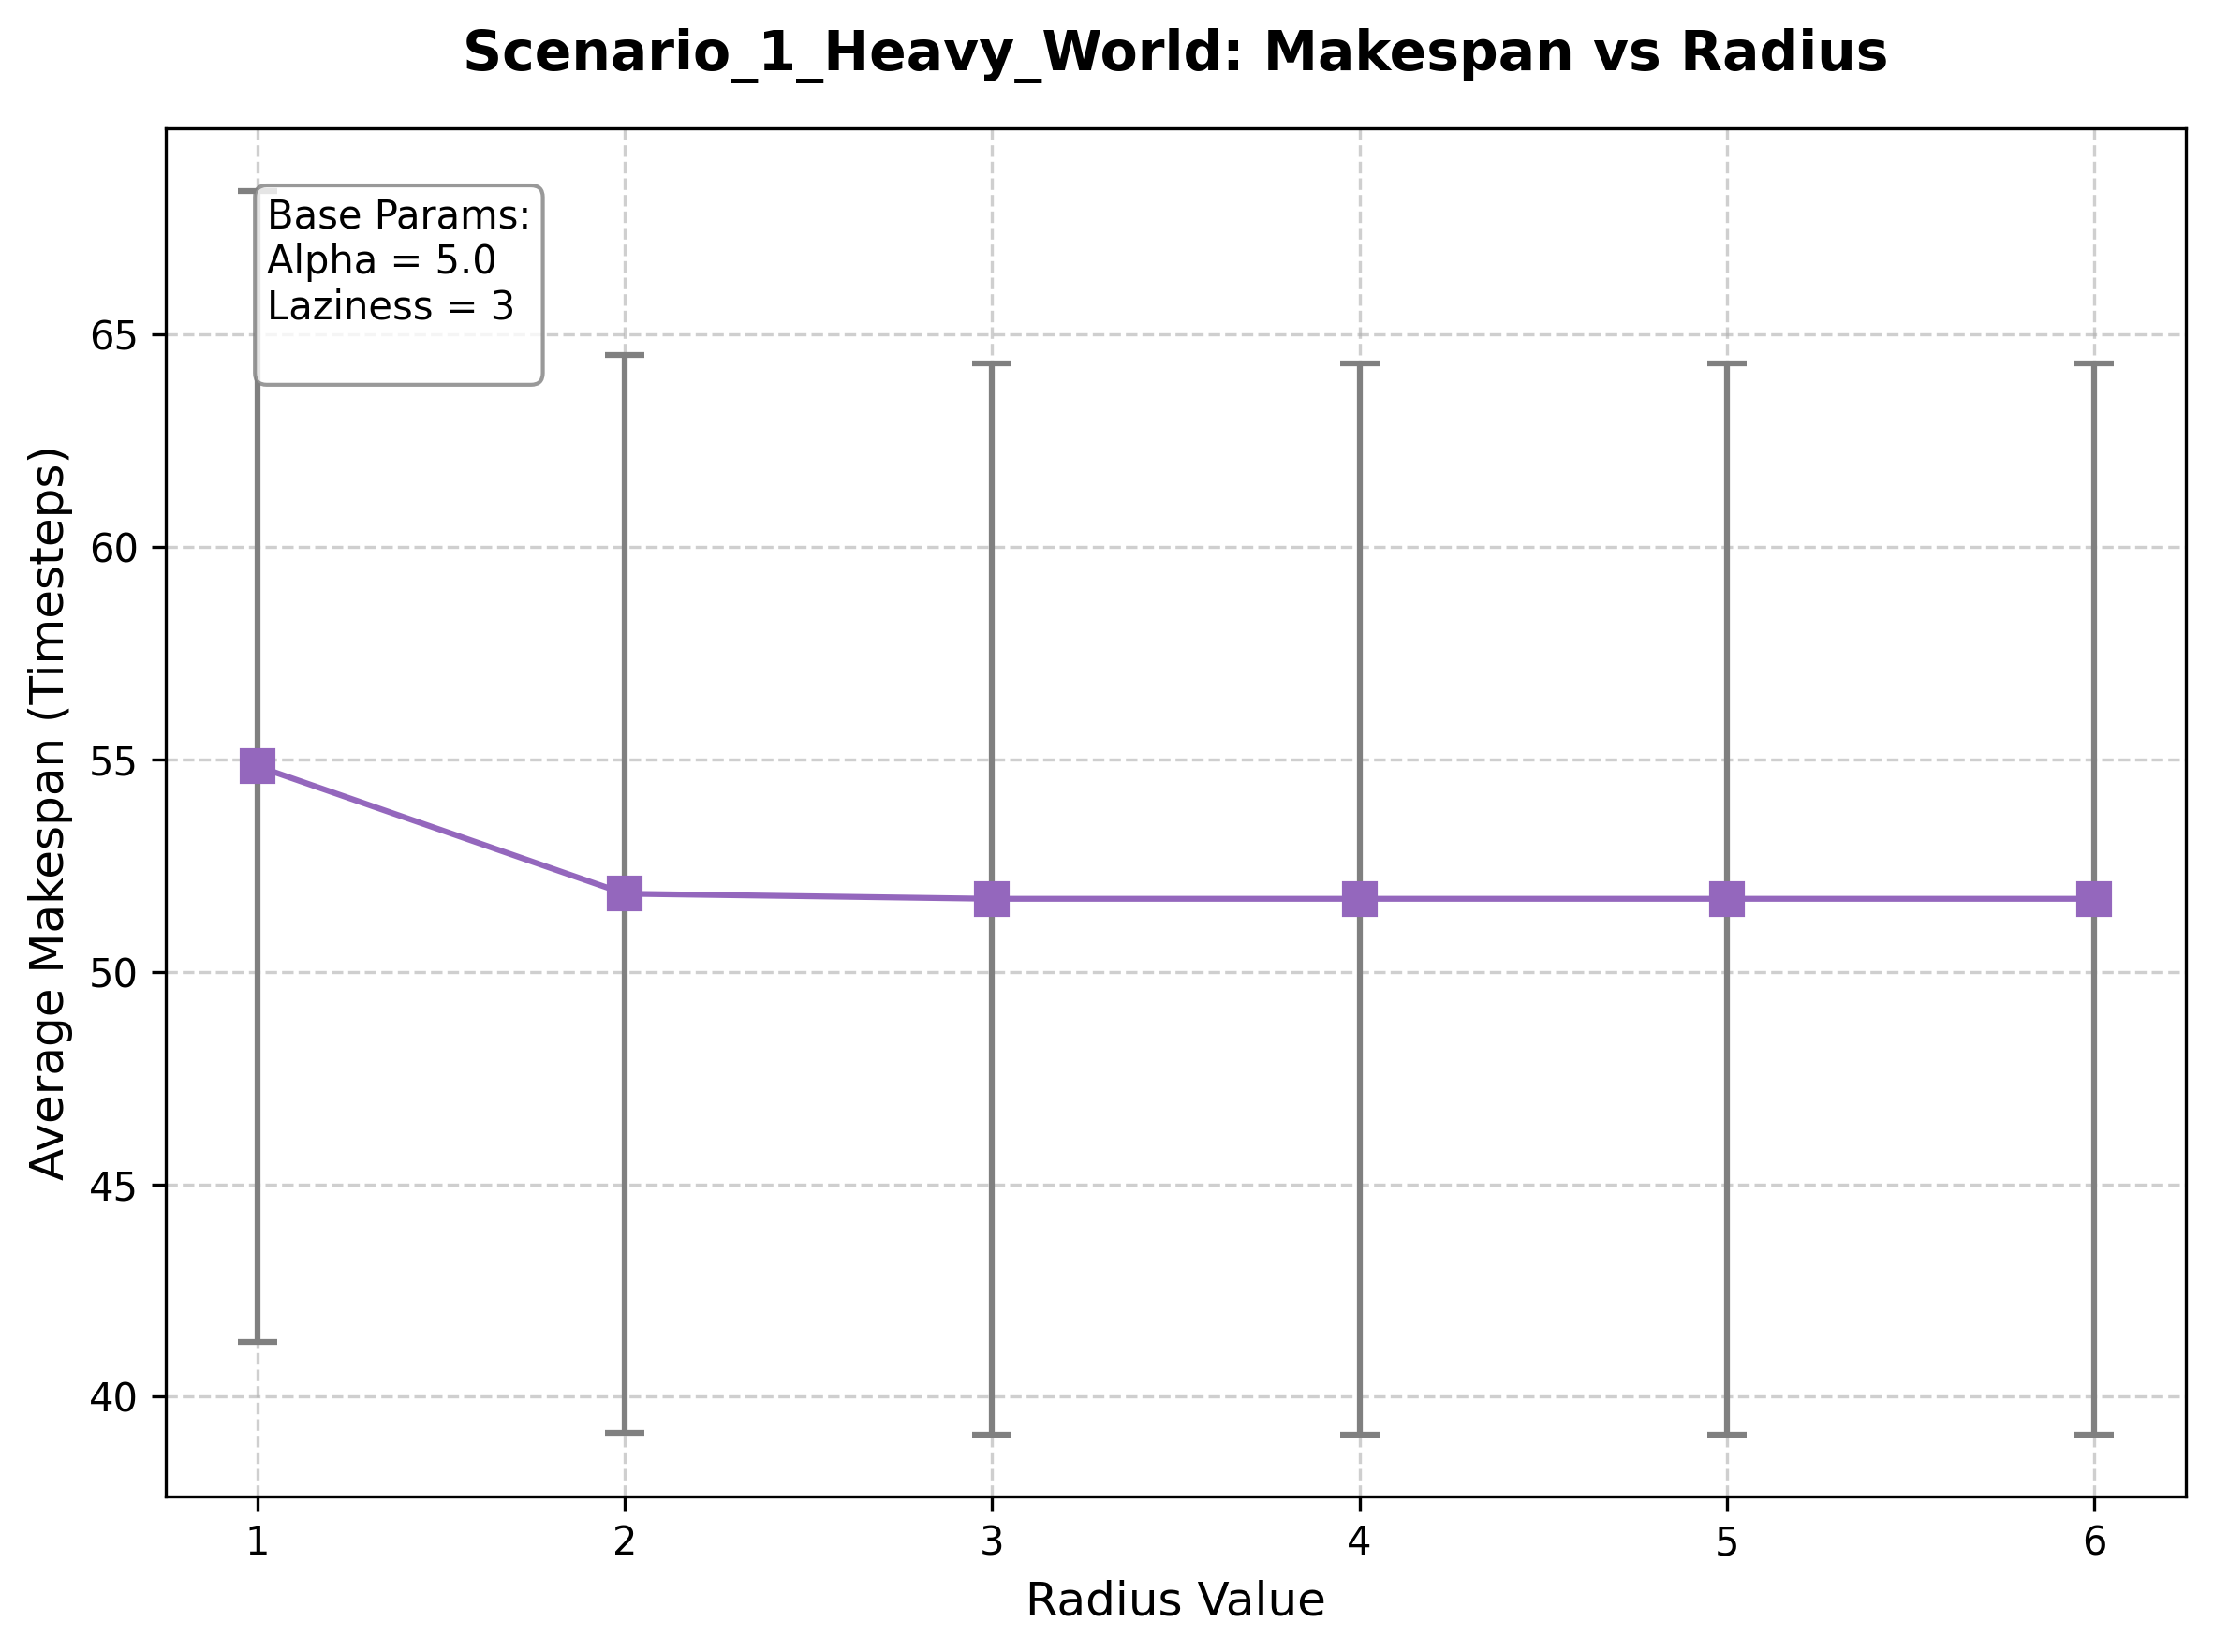 Scenario_1_Heavy_World: Makespan vs Radius
Base Params:
Alpha = 5.0
Laziness = 3
Average Makespan (Timesteps)
65
60
55
50
45
40
1 2 3 4 5 6
Radius Value